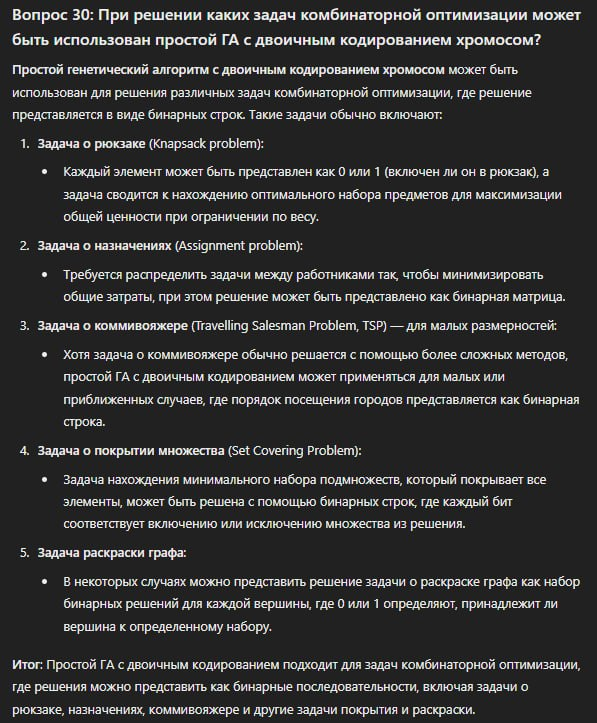 Вопрос 30: При решении каких задач комбинаторной оптимизации может
быть использован простой ГА с двоичным кодированием хромосом?
Простой генетический алгоритм с двоичным кодированием хромосом может быть
использован для решения различных задач комбинаторной оптимизации, где решение
представляется в виде бинарных строк. Такие задачи обычно включают:
1. Задача о рюкзаке (Knapsack problem):
• Каждый элемент может быть представлен как 0 или 1 (включен ли он в рюкзак), а
задача сводится к нахождению оптимального набора предметов для максимизации
общей ценности при ограничении по весу.
2. Задача о назначениях (Assignment problem):
• Требуется распределить задачи между работниками так, чтобы минимизировать
общие затраты, при этом решение может быть представлено как бинарная матрица.
3. Задача о коммивояжере (Travelling Salesman Problem, TSP) — для малых размерностей:
• Хотя задача о коммивояжере обычно решается с помощью более сложных методов,
простой ГА с двоичным кодированием может применяться для малых или
приближенных случаев, где порядок посещения городов представляется как бинарная
строка.
4. Задача о покрытии множества (Set Covering Problem):
• Задача нахождения минимального набора подмножеств, который покрывает все
элементы, может быть решена с помощью бинарных строк, где каждый бит
соответствует включению или исключению множества из решения.
5. Задача раскраски графа:
• В некоторых случаях можно представить решение задачи о раскраске графа как набор
бинарных решений для каждой вершины, где 0 или 1 определяют, принадлежит ли
вершина к определенному набору.
Итог: Простой ГА с двоичным кодированием подходит для задач комбинаторной оптимизации,
где решения можно представить как бинарные последовательности, включая задачи о
рюкзаке, назначениях, коммивояжере и другие задачи покрытия и раскраски.